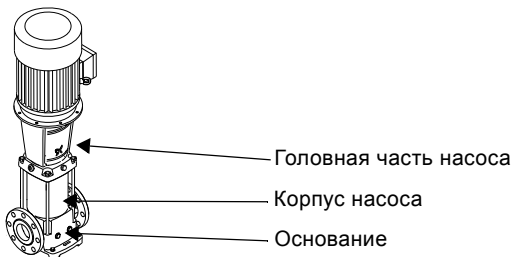 Головная часть насоса
Корпус насоса
Основание